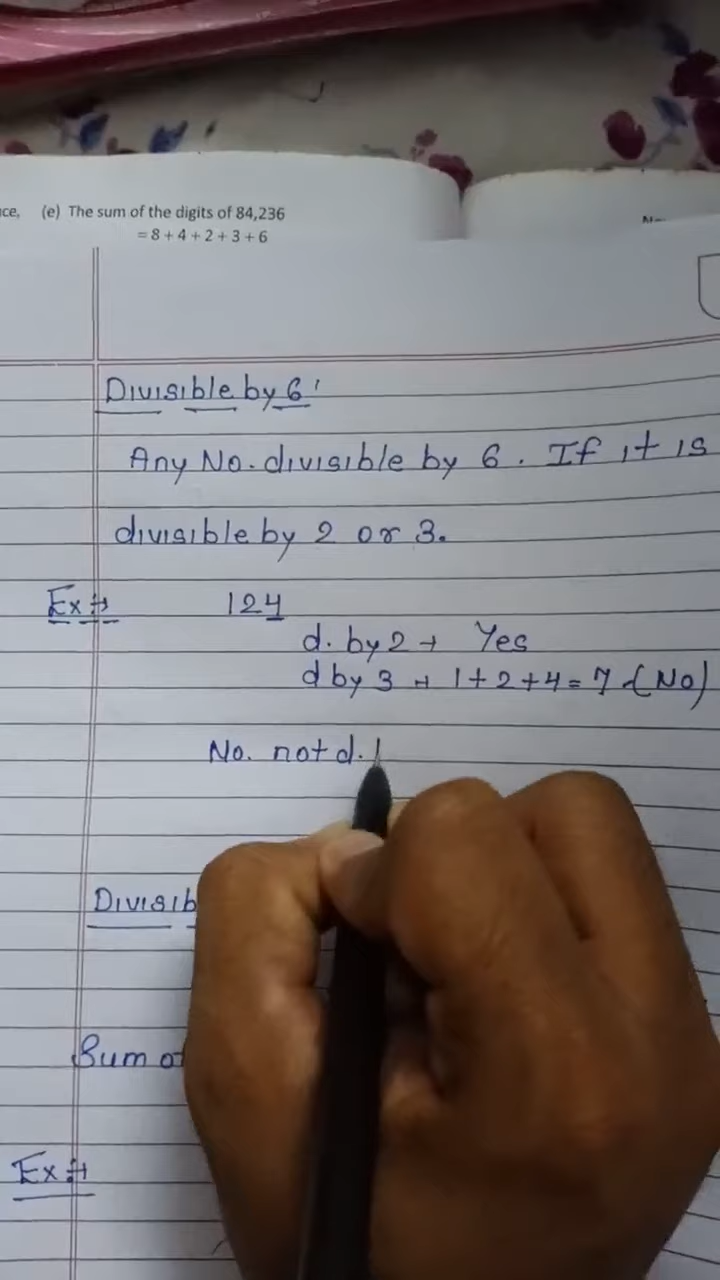 (e) The sum of the digits of 84,236
= 8 + 4 + 2 + 3 + 6
Divisible by 6
Any No. divisible by 6. If it is
divisible by 2 or 3.
Ex:-
124
d. by 2 → Yes
d by 3 → 1+2+4=7 (No)
No. not d.
Sum of
Ex:-